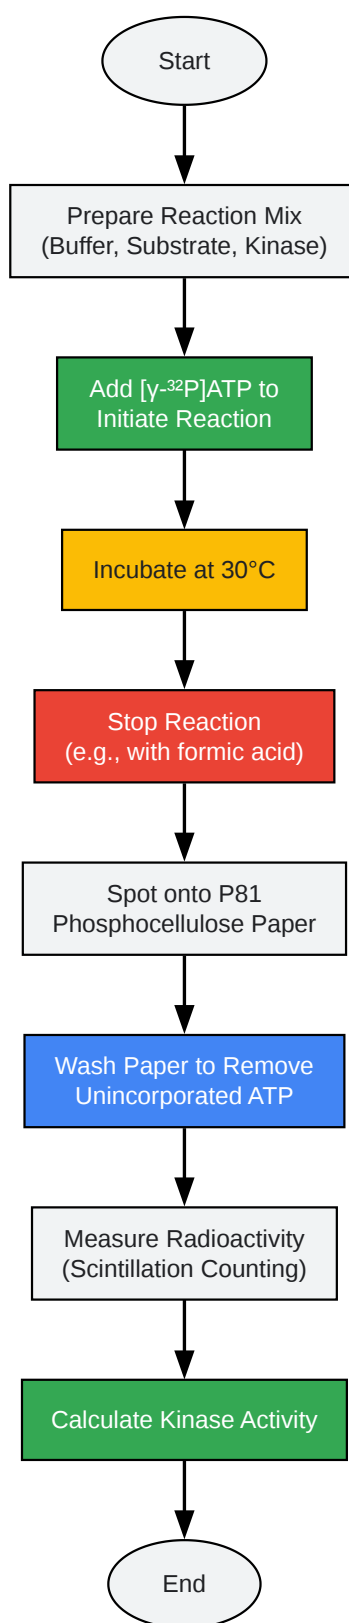 Start
Prepare Reaction Mix
(Buffer, Substrate, Kinase)
Add [γ-³²P]ATP to
Initiate Reaction
Incubate at 30°C
Stop Reaction
(e.g., with formic acid)
Spot onto P81
Phosphocellulose Paper
Wash Paper to Remove
Unincorporated ATP
Measure Radioactivity
(Scintillation Counting)
Calculate Kinase Activity
End